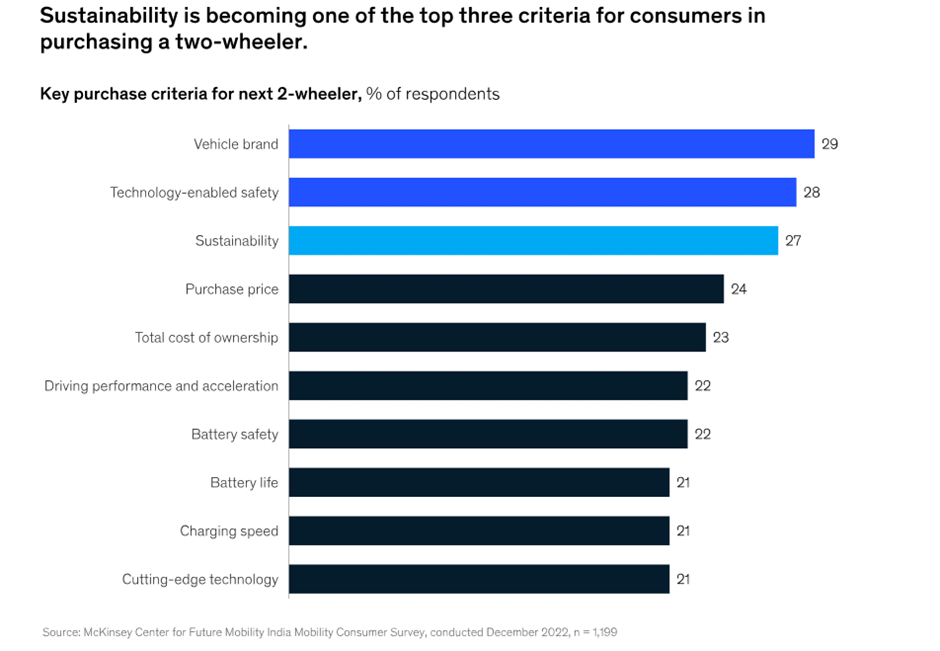 Sustainability is becoming one of the top three criteria for consumers in
purchasing a two-wheeler.
Key purchase criteria for next 2-wheeler, % of respondents
Vehicle brand 29
Technology-enabled safety 28
Sustainability 27
Purchase price 24
Total cost of ownership 23
Driving performance and acceleration 22
Battery safety 22
Battery life 21
Charging speed 21
Cutting-edge technology 21
Source: McKinsey Center for Future Mobility India Mobility Consumer Survey, conducted December 2022, n = 1,199